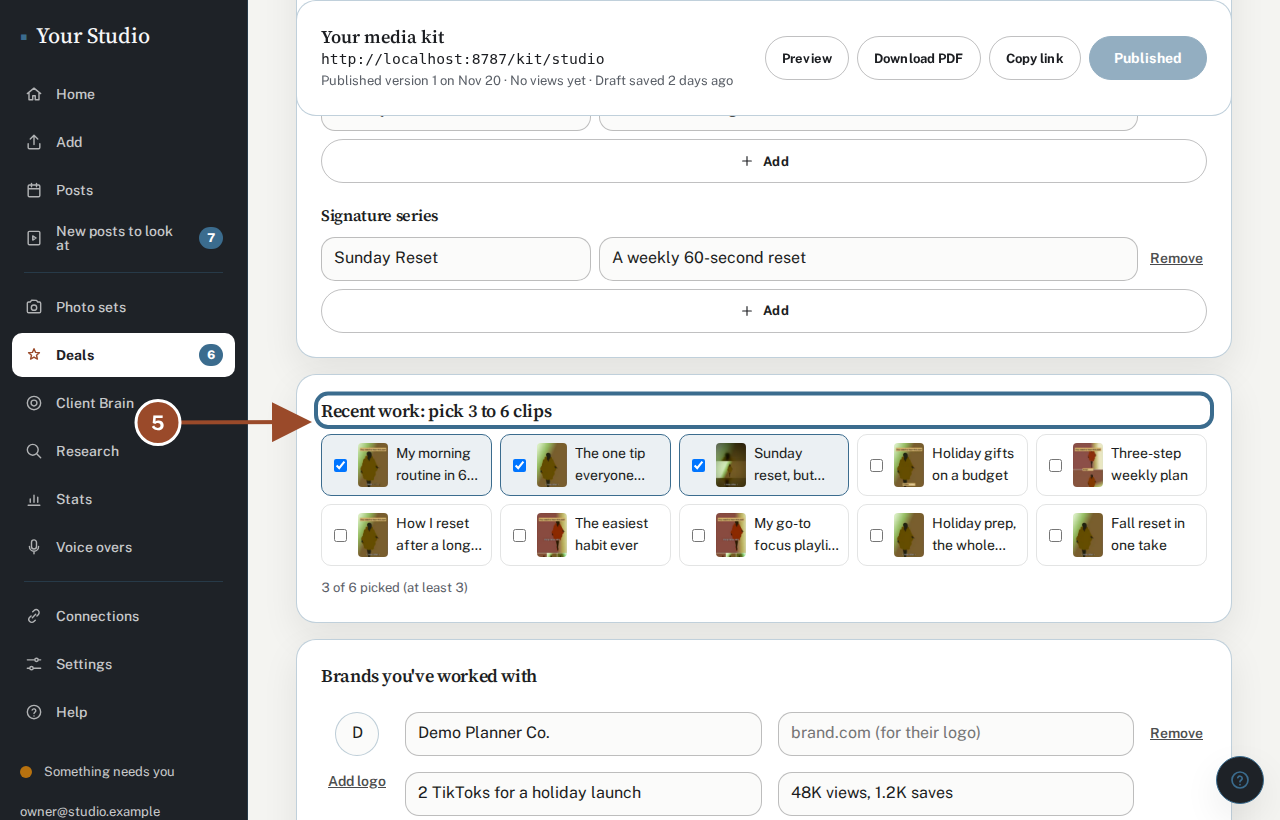 Your Studio
Home
Add
Posts
New posts to look
at
7
Photo sets
Deals
6
Client Brain
5
Research
Stats
Voice overs
Connections
Settings
Help
Something needs you
owner@studio.example
Your media kit
http://localhost:8787/kit/studio
Published version 1 on Nov 20 · No views yet · Draft saved 2 days ago
Preview
Download PDF
Copy link
Published
Add
Signature series
Sunday Reset
A weekly 60-second reset
Remove
Add
Recent work: pick 3 to 6 clips
My morning
routine in 6...
The one tip
everyone...
Sunday
reset, but...
Holiday gifts
on a budget
Three-step
weekly plan
How I reset
after a long...
The easiest
habit ever
My go-to
focus playli...
Holiday prep,
the whole...
Fall reset in
one take
3 of 6 picked (at least 3)
Brands you've worked with
D
Demo Planner Co.
brand.com (for their logo)
Remove
Add logo
2 TikToks for a holiday launch
48K views, 1.2K saves